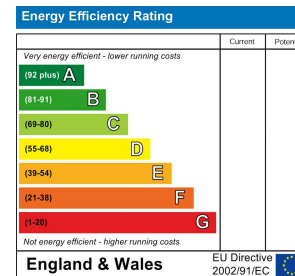 Energy Efficiency Rating
Current Poten
Very energy efficient - lower running costs
(92 plus) A
(81-91) B
(69-80) C
(55-68) D
(39-54) E
(21-38) F
(1-20) G
Not energy efficient - higher running costs
England & Wales
EU Directive
2002/91/EC